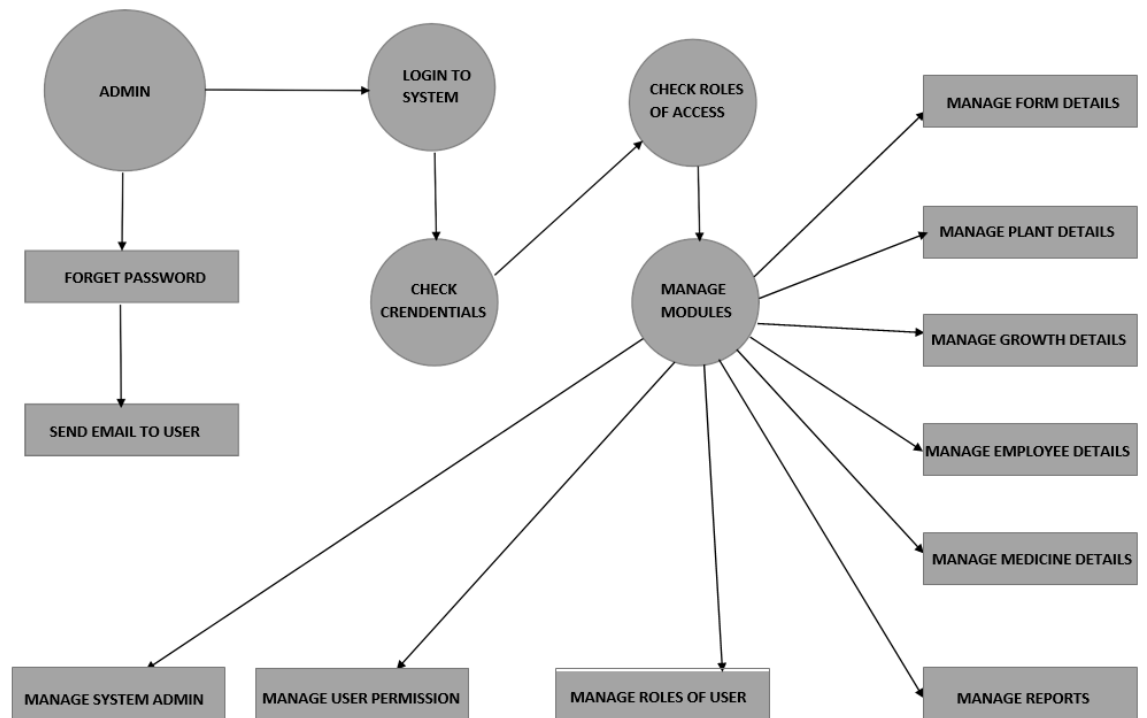 ADMIN
LOGIN TO
SYSTEM
CHECK ROLES
OF ACCESS
MANAGE FORM DETAILS
MANAGE PLANT DETAILS
FORGET PASSWORD
CHECK
CRENDENTIALS
MANAGE
MODULES
MANAGE GROWTH DETAILS
SEND EMAIL TO USER
MANAGE EMPLOYEE DETAILS
MANAGE MEDICINE DETAILS
MANAGE SYSTEM ADMIN
MANAGE USER PERMISSION
MANAGE ROLES OF USER
MANAGE REPORTS